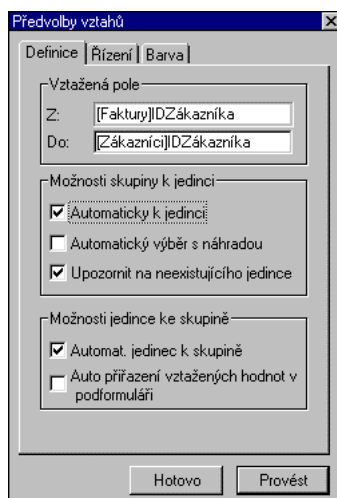 Předvolby vztahů
Definice Řízení Barva
Vztažená pole
Z: [Faktury]IDZákazníka
Do: [Zákazníci]IDZákazníka
Možnosti skupiny k jedinci
Automaticky k jedinci
Automatický výběr s náhradou
Upozornit na neexistujícího jedince
Možnosti jedince ke skupině
Automat. jedinec k skupině
Auto přiřazení vztažených hodnot v
podformuláři
Hotovo Provést